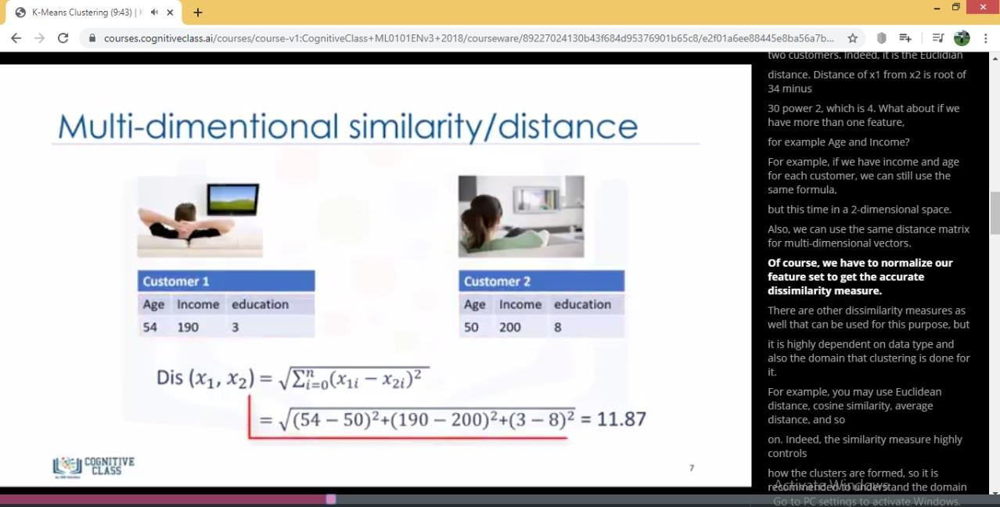 K-Means Clustering (9:43) | K
courses.cognitiveclass.ai/courses/course-v1:CognitiveClass+ML0101ENv3+2018/courseware/89227024130b43f684d95376901b65c8/e2f01a6ee88445e8ba56a7b...
Multi-dimentional similarity/distance
Customer 1
Age Income education
54 190 3
Customer 2
Age Income education
50 200 8
Dis (x₁, x₂) = √Σⁿᵢ₌₀(x₁ᵢ − x₂ᵢ)²
= √(54 − 50)²+(190 − 200)²+(3 − 8)² = 11.87
COGNITIVE
CLASS
7
two customers. Indeed, it is the Euclidian
distance. Distance of x1 from x2 is root of
34 minus
30 power 2, which is 4. What about if we
have more than one feature,
for example Age and Income?
For example, if we have income and age
for each customer, we can still use the
same formula,
but this time in a 2-dimensional space.
Also, we can use the same distance matrix
for multi-dimensional vectors.
Of course, we have to normalize our
feature set to get the accurate
dissimilarity measure.
There are other dissimilarity measures as
well that can be used for this purpose, but
it is highly dependent on data type and
also the domain that clustering is done for
it.
For example, you may use Euclidean
distance, cosine similarity, average
distance, and so
on. Indeed, the similarity measure highly
controls
how the clusters are formed, so it is
recommended to understand the domain
Activate Windows
Go to PC settings to activate Windows.